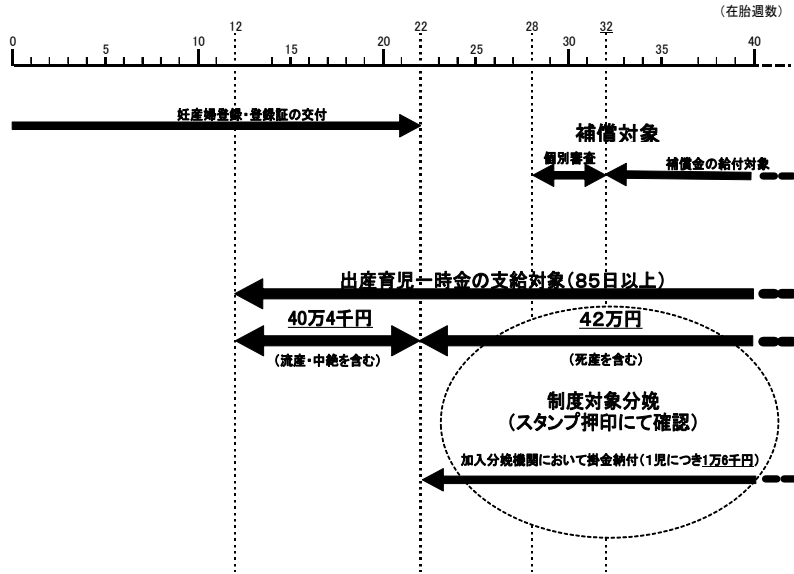 （在胎週数）
12 22 28 32
0 5 10 15 20 25 30 35 40
妊産婦登録・登録証の交付
補償対象
個別審査
補償金の給付対象
出産育児一時金の支給対象（85日以上）
40万4千円
42万円
（流産・中絶を含む）
（死産を含む）
制度対象分娩
（スタンプ押印にて確認）
加入分娩機関において掛金納付（1児につき1万6千円）